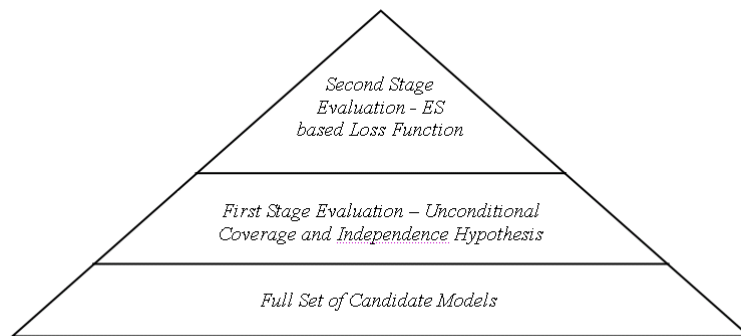 Second Stage
Evaluation - ES
based Loss Function
First Stage Evaluation – Unconditional
Coverage and Independence Hypothesis
Full Set of Candidate Models